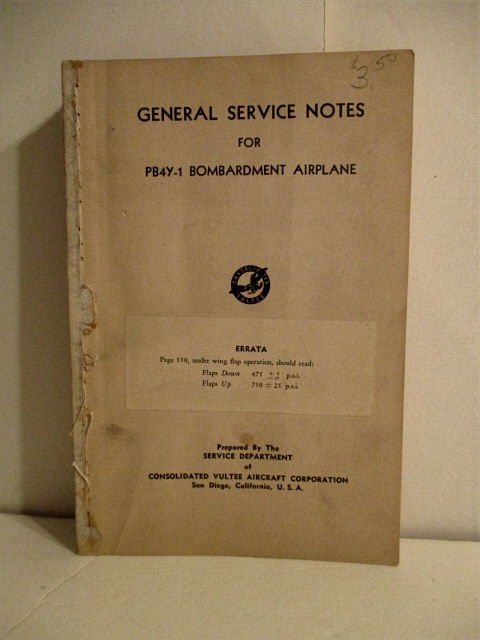 $3.50
GENERAL SERVICE NOTES
FOR
PB4Y-1 BOMBARDMENT AIRPLANE
CONSOLIDATED
VULTEE
ERRATA
Page 150, under wing flap operation, should read:
Flaps Down 475 p.s.i.
Flaps Up 750 ± 25 p.s.i.
Prepared By The
SERVICE DEPARTMENT
of
CONSOLIDATED VULTEE AIRCRAFT CORPORATION
San Diego, California, U. S. A.